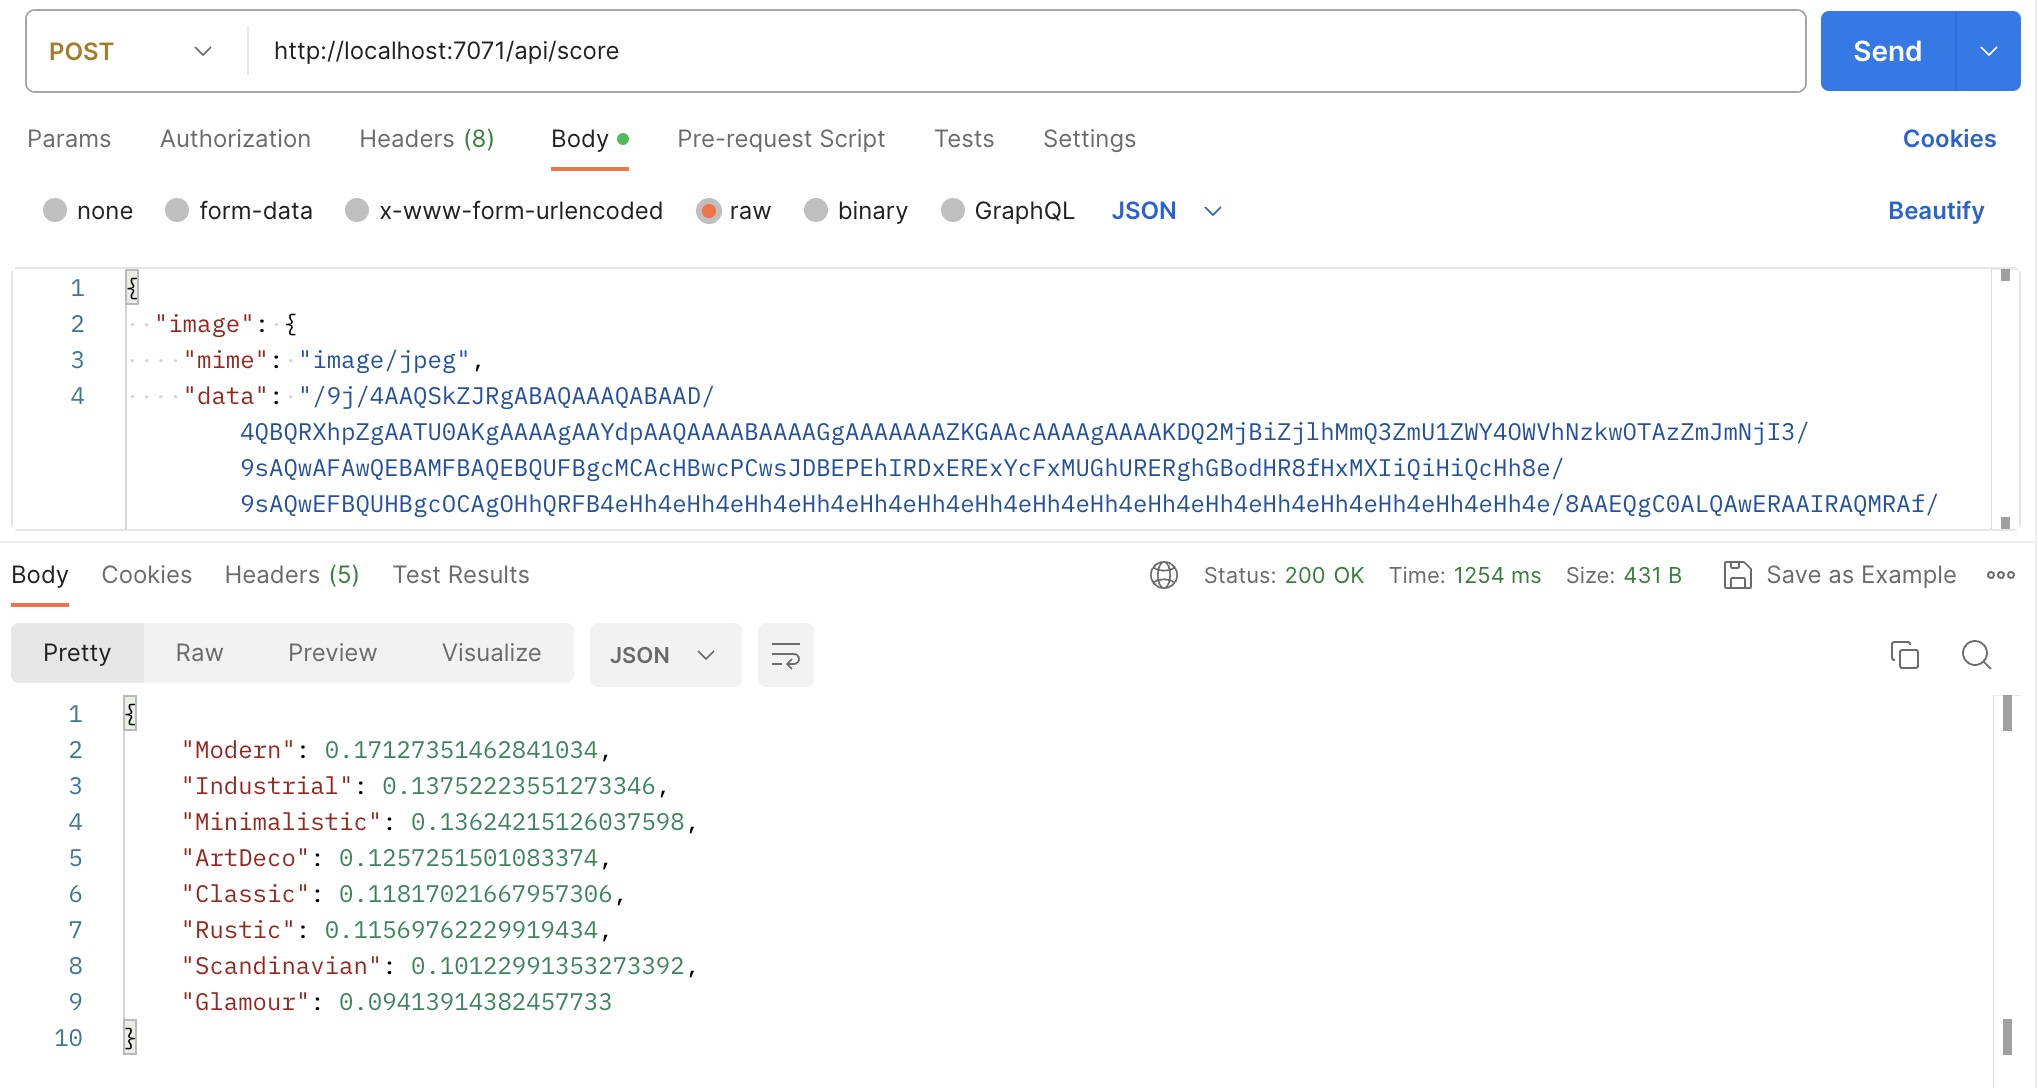 POST http://localhost:7071/api/score Send
Params Authorization Headers (8) Body Pre-request Script Tests Settings Cookies
none form-data x-www-form-urlencoded raw binary GraphQL JSON Beautify
1 {
2 "image": {
3 "mime": "image/jpeg",
4 "data": "/9j/4AAQSkZJRgABAQAAAQABAAD/
4QBQRXhpZgAATU0AKgAAAAgAAYdpAAQAAAABAAAAGgAAAAAAAZKGAAcAAAAgAAAAKDQ2MjBiZjlhMmQ3ZmU1ZWY4OWVhNzkwOTAzZmJmNjI3/
9sAQwAFAwQEBAMFBAQEBQUFBgcMCAcHBwcPCwsJDBEPEhIRDxERExYcFxMUGhURERghGBodHR8fHxMXIiQiHiQcHh8e/
9sAQwEFBQUHBgcOCAgOHhQRFB4eHh4eHh4eHh4eHh4eHh4eHh4eHh4eHh4eHh4eHh4eHh4eHh4eHh4eHh4eHh4eHh4eHh4e/8AAEQgC0ALQAwERAAIRAQMRAf/
Body Cookies Headers (5) Test Results Status: 200 OK Time: 1254 ms Size: 431 B Save as Example
Pretty Raw Preview Visualize JSON
1 {
2 "Modern": 0.17127351462841034,
3 "Industrial": 0.13752223551273346,
4 "Minimalistic": 0.13624215126037598,
5 "ArtDeco": 0.1257251501083374,
6 "Classic": 0.11817021667957306,
7 "Rustic": 0.11569762229919434,
8 "Scandinavian": 0.10122991353273392,
9 "Glamour": 0.09413914382457733
10 }